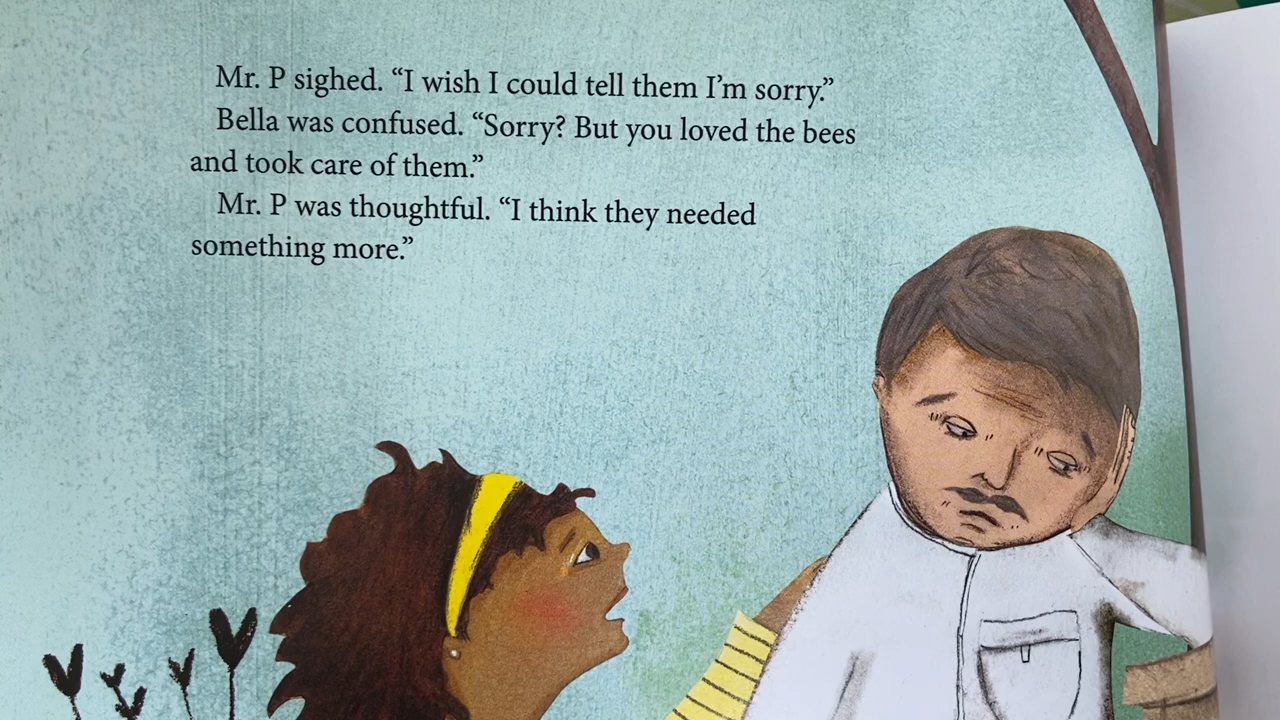 Mr. P sighed. “I wish I could tell them I’m sorry.”
Bella was confused. “Sorry? But you loved the bees
and took care of them.”
Mr. P was thoughtful. “I think they needed
something more.”